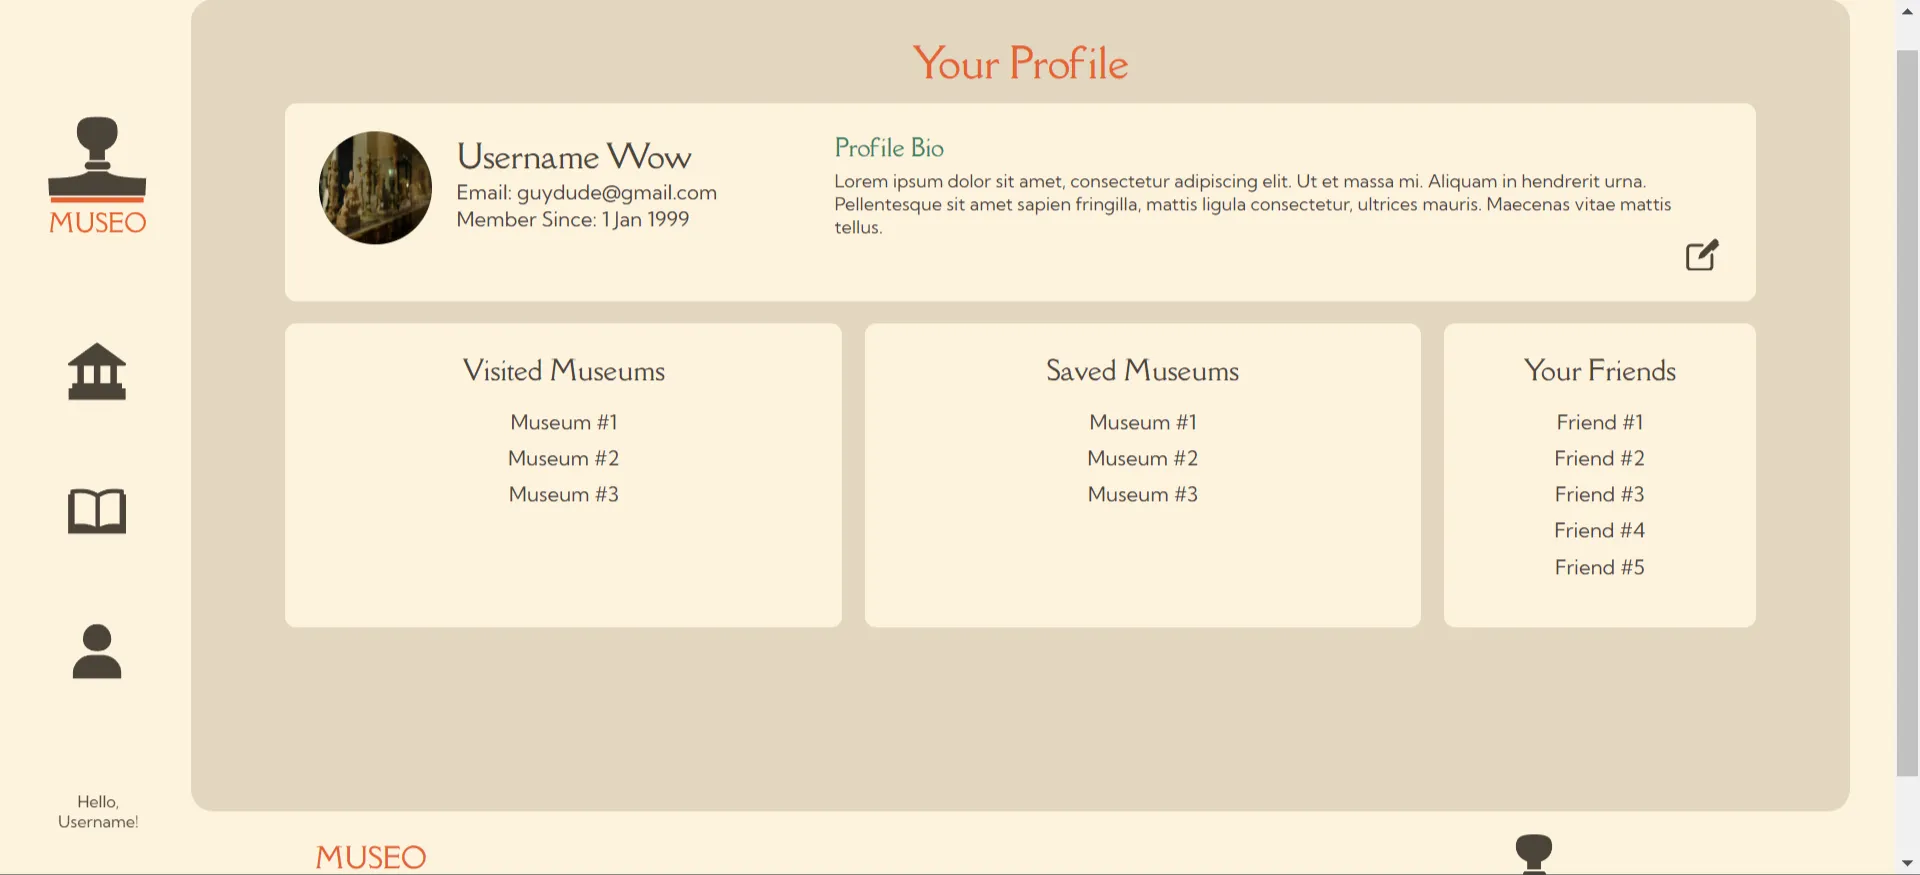 Your Profile
MUSEO
Username Wow
Email: guydude@gmail.com
Member Since: 1 Jan 1999
Profile Bio
Lorem ipsum dolor sit amet, consectetur adipiscing elit. Ut et massa mi. Aliquam in hendrerit urna.
Pellentesque sit amet sapien fringilla, mattis ligula consectetur, ultrices mauris. Maecenas vitae mattis
tellus.
Visited Museums
Museum #1
Museum #2
Museum #3
Saved Museums
Museum #1
Museum #2
Museum #3
Your Friends
Friend #1
Friend #2
Friend #3
Friend #4
Friend #5
Hello,
Username!
MUSEO